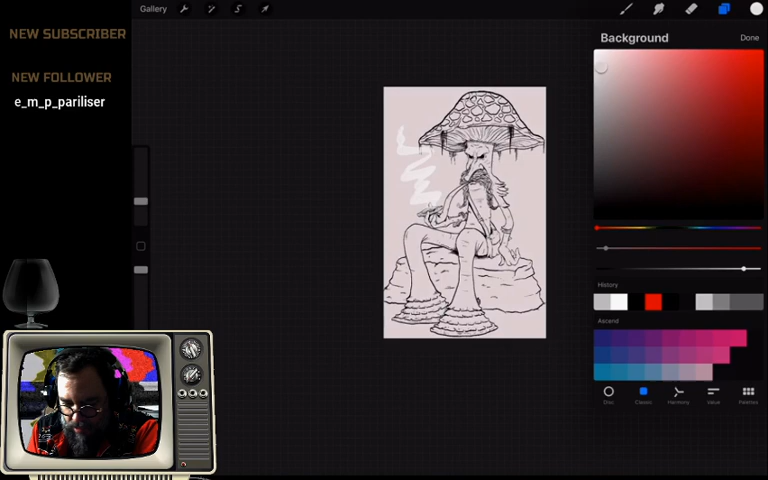 NEW SUBSCRIBER
NEW FOLLOWER
e_m_p_pariliser
Gallery
Background
Done
History
Ascend
Disc
Classic
Harmony
Value
Palettes